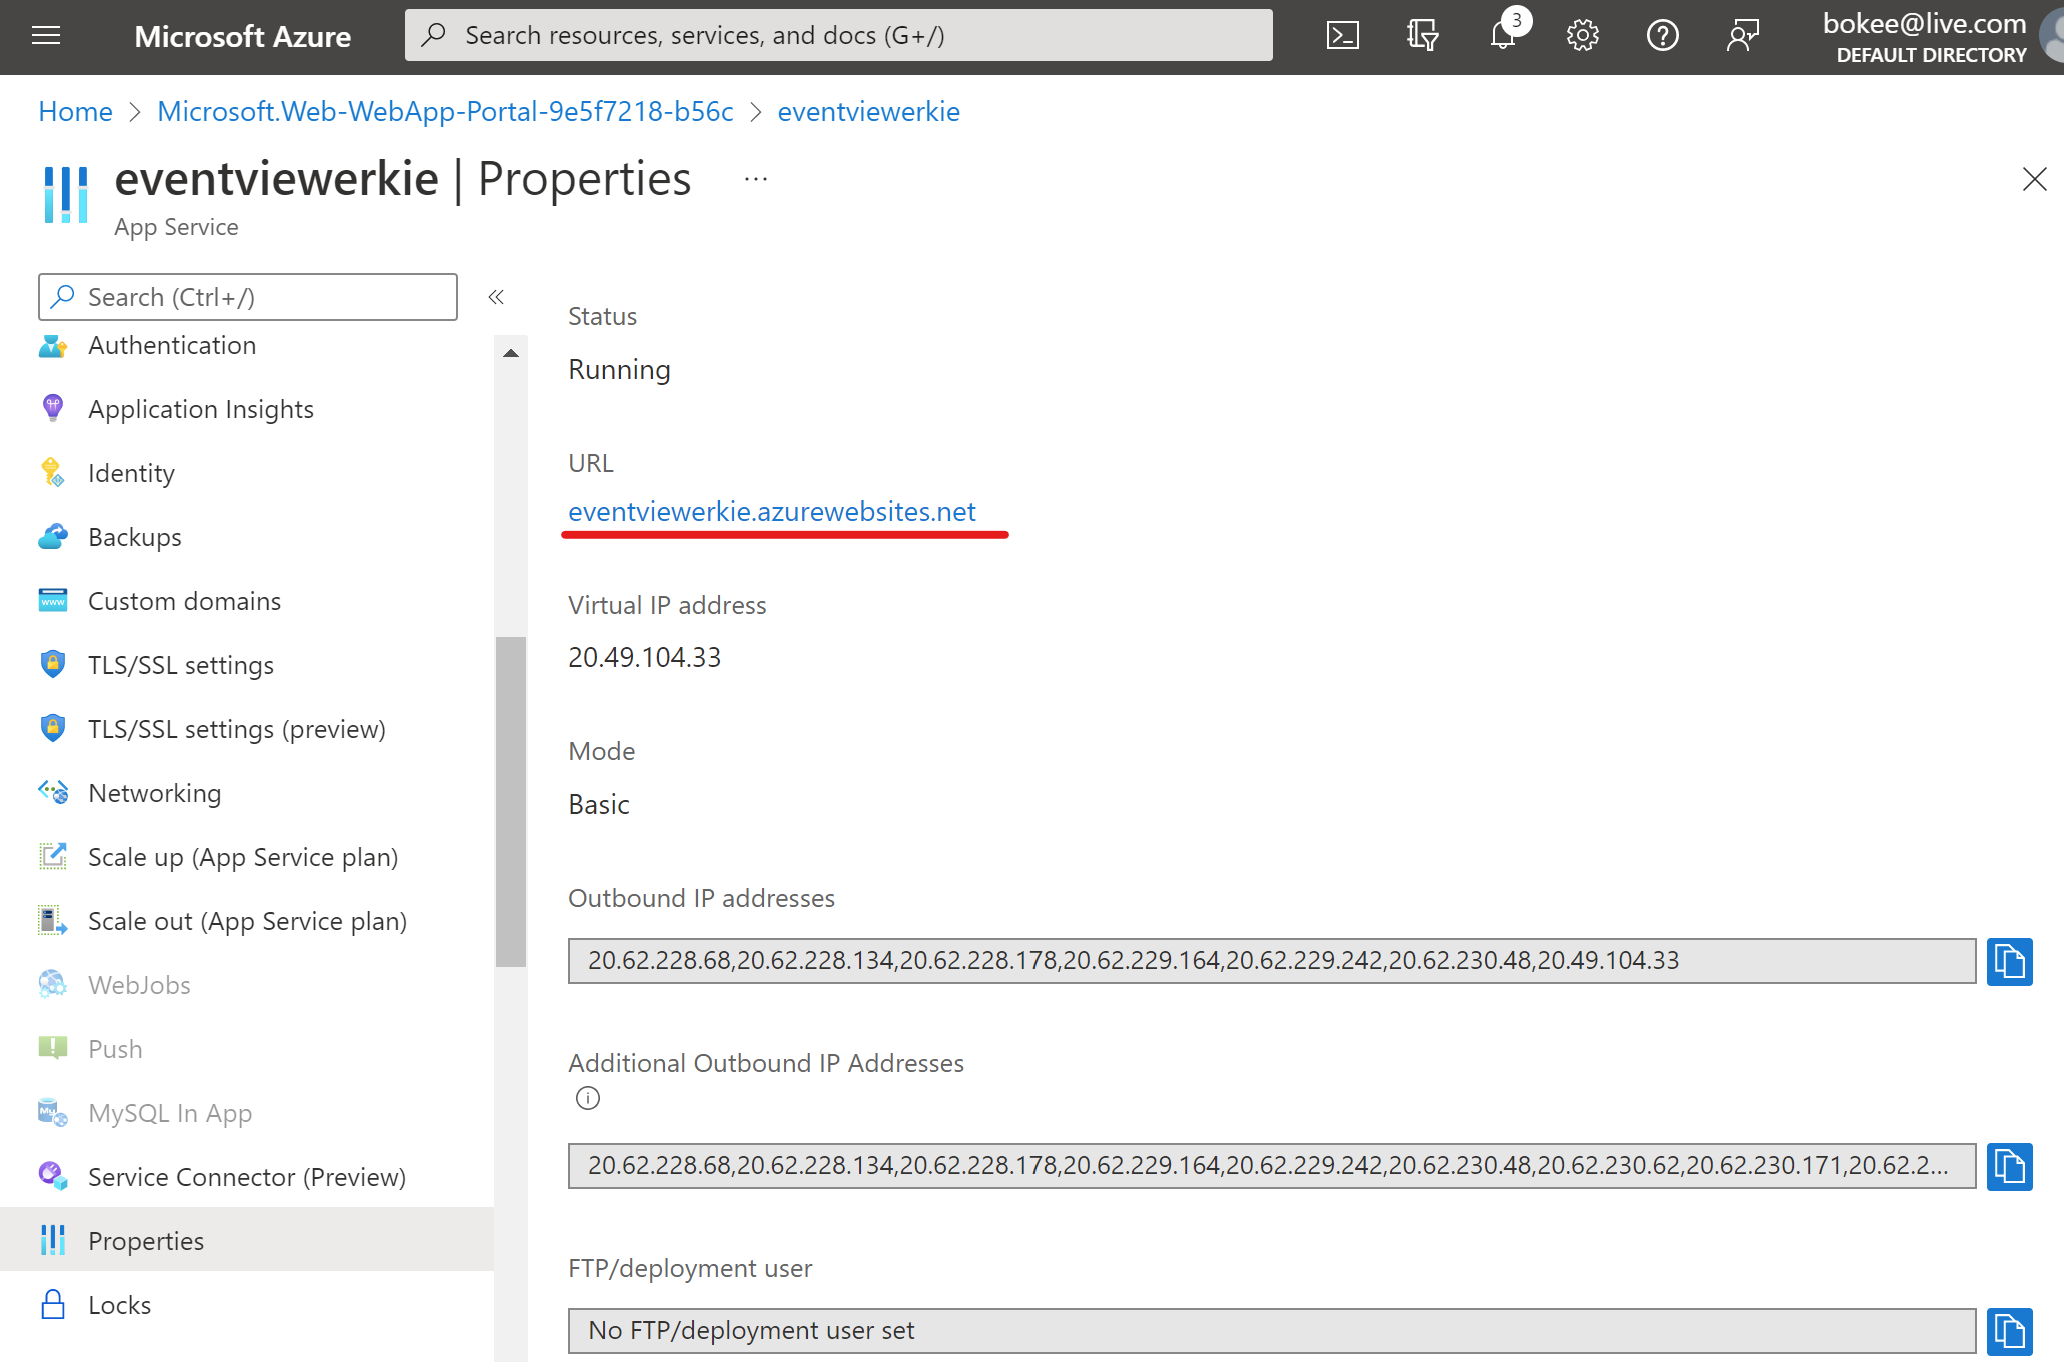 Microsoft Azure
Search resources, services, and docs (G+/)
3
bokee@live.com
DEFAULT DIRECTORY
Home > Microsoft.Web-WebApp-Portal-9e5f7218-b56c > eventviewerkie
eventviewerkie | Properties ...
App Service
Search (Ctrl+/)
«
Authentication
Application Insights
Identity
Backups
Custom domains
TLS/SSL settings
TLS/SSL settings (preview)
Networking
Scale up (App Service plan)
Scale out (App Service plan)
WebJobs
Push
MySQL In App
Service Connector (Preview)
Properties
Locks
Status
Running
URL
eventviewerkie.azurewebsites.net
Virtual IP address
20.49.104.33
Mode
Basic
Outbound IP addresses
20.62.228.68,20.62.228.134,20.62.228.178,20.62.229.164,20.62.229.242,20.62.230.48,20.49.104.33
Additional Outbound IP Addresses
20.62.228.68,20.62.228.134,20.62.228.178,20.62.229.164,20.62.229.242,20.62.230.48,20.62.230.62,20.62.230.171,20.62.2...
FTP/deployment user
No FTP/deployment user set